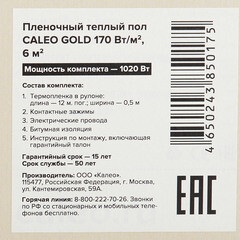 Пленочный теплый пол
CALEO GOLD 170 Вт/м²,
6 м²
Мощность комплекта — 1020 Вт
В комплекте:
1. Термопленка в рулоне:
длина — 12 м. пог.; ширина — 0,5 м
2. Контактные зажимы
3. Электрические провода
4. Битумная изоляция
5. Инструкция по монтажу, включающая
гарантийный талон
Гарантийный срок — 15 лет
Срок службы — 50 лет
Произведено: ООО «Калео».
115477, Российская Федерация, г. Москва,
ул. Кантемировская, 59А.
Горячая линия: 8-800-222-70-26. Звонки
по РФ со стационарных и мобильных теле-
фонов бесплатно.
4650243850175
EAC